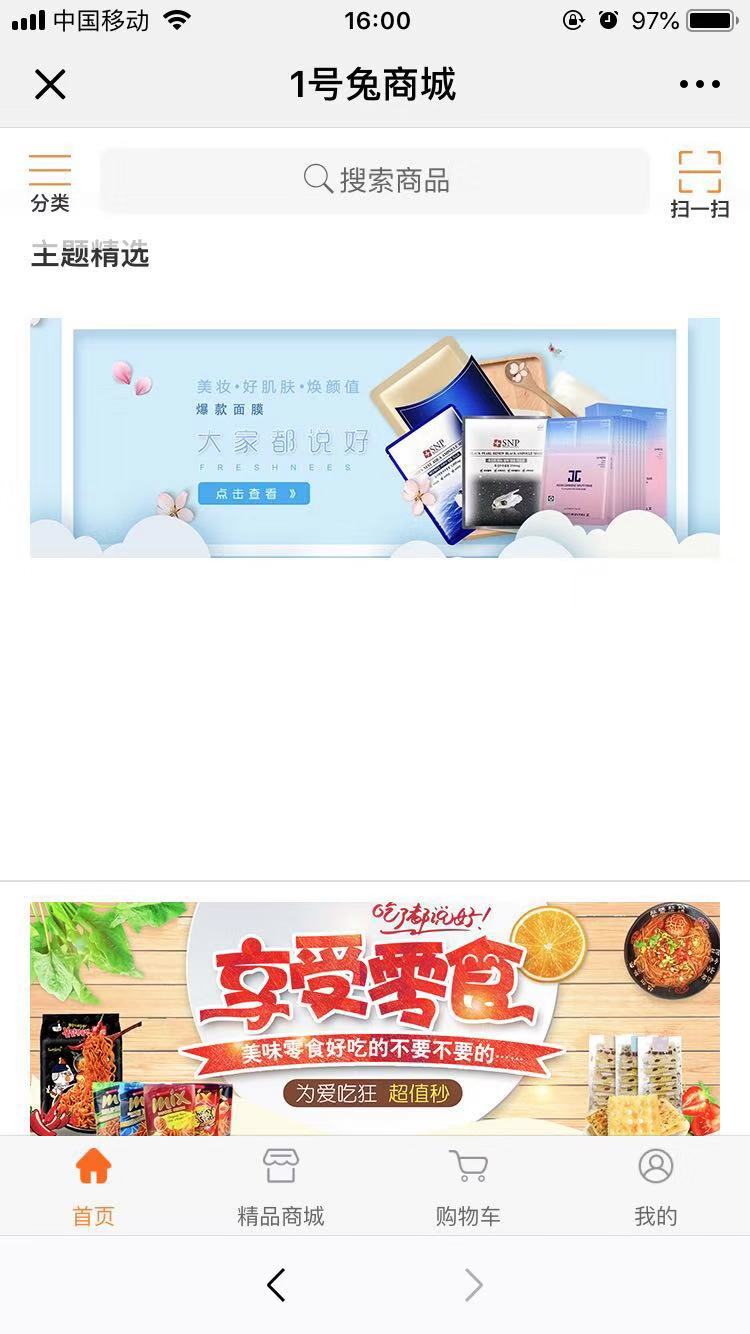 中国移动
16:00
97%
1号兔商城
分类
搜索商品
扫一扫
主题精选
美妆•好肌肤•焕颜值
爆款面膜
大家都说好
FRESHNEES
点击查看 》
SNP
SNP
JC
吃了都说好!
享受零食
美味零食好吃的不要不要的……
为爱吃狂 超值秒
mix
首页
精品商城
购物车
我的